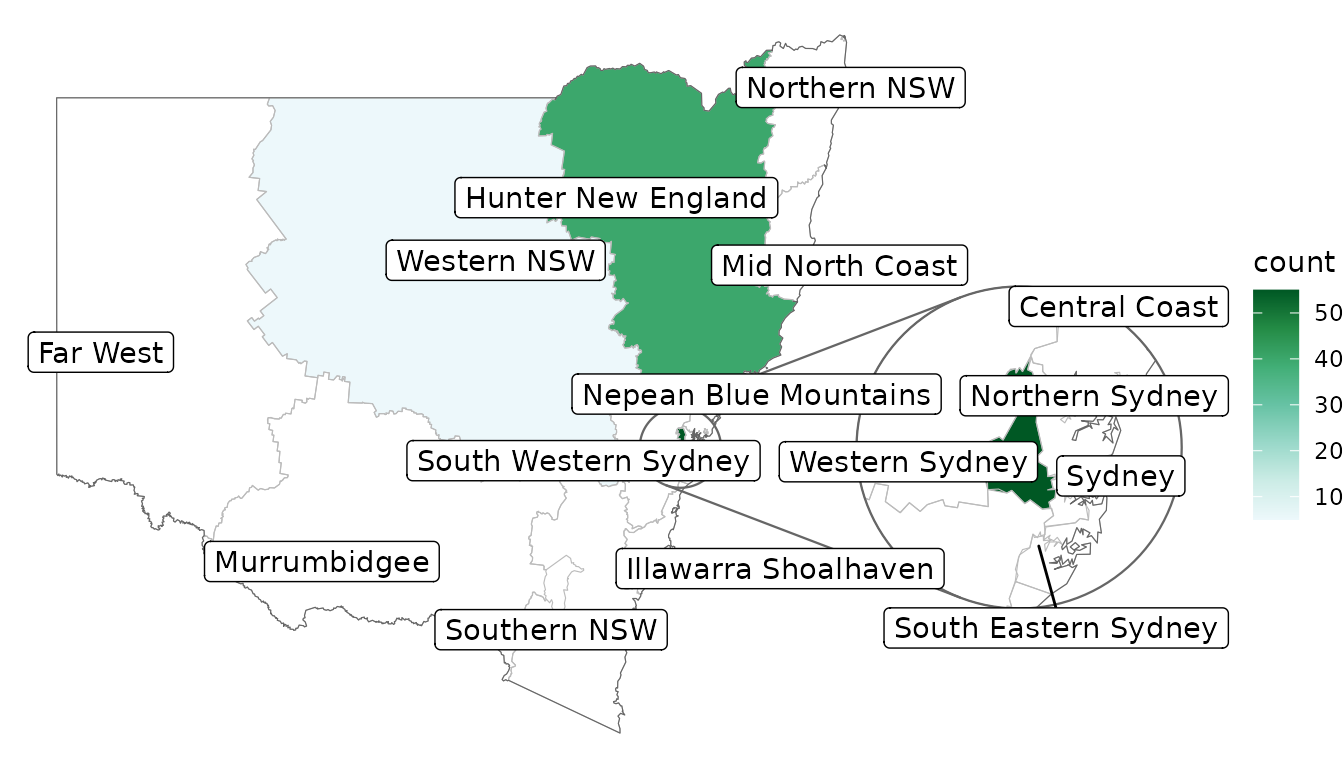 Northern NSW
Hunter New England
Western NSW
Mid North Coast
Central Coast
Far West
Nepean Blue Mountains
Northern Sydney
South Western Sydney
Western Sydney
Sydney
Murrumbidgee
Illawarra Shoalhaven
Southern NSW
South Eastern Sydney
count
50
40
30
20
10